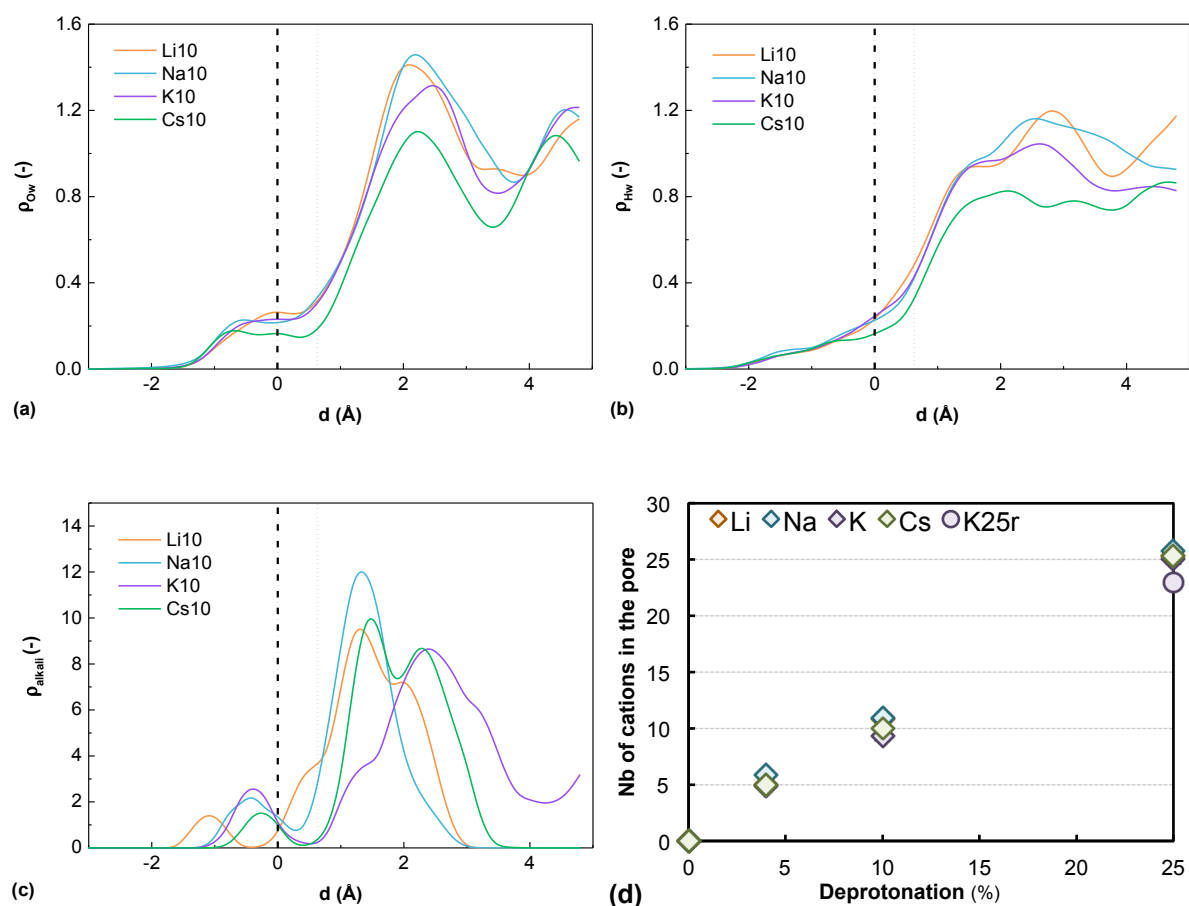 1.6
1.2
0.8
0.4
0.0
ρOw (-)
Li10
Na10
K10
Cs10
-2 0 2 4
(a)
d (Å)
1.6
1.2
0.8
0.4
0.0
ρHw (-)
Li10
Na10
K10
Cs10
-2 0 2 4
(b)
d (Å)
14
12
10
8
6
4
2
0
ρalkali (-)
Li10
Na10
K10
Cs10
-2 0 2 4
(c)
d (Å)
30
25
20
15
10
5
0
Nb of cations in the pore
Li Na K Cs K25r
0 5 10 15 20 25
(d)
Deprotonation (%)